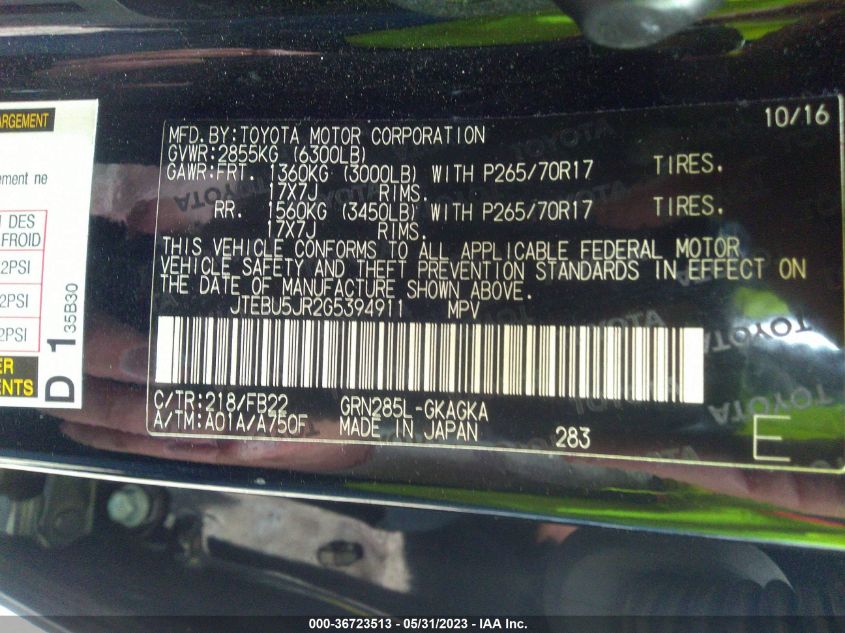 ARGEMENT
ement ne
DES
FROID
2PSI
2PSI
2PSI
ER
ENTS
D 1 35B30
10/16
MFD.BY:TOYOTA MOTOR CORPORATION
GVWR:2855KG (6300LB)
GAWR:FRT. 1360KG (3000LB) WITH P265/70R17 TIRES.
17X7J RIMS.
RR. 1560KG (3450LB) WITH P265/70R17 TIRES.
17X7J RIMS.
THIS VEHICLE CONFORMS TO ALL APPLICABLE FEDERAL MOTOR
VEHICLE SAFETY AND THEFT PREVENTION STANDARDS IN EFFECT ON
THE DATE OF MANUFACTURE SHOWN ABOVE.
JTEBU5JR2G5394911 MPV
C/TR:218/FB22 GRN285L-GKAGKA
A/TM:A01A/A750F MADE IN JAPAN 283
E
000-36723513 - 05/31/2023 - IAA Inc.